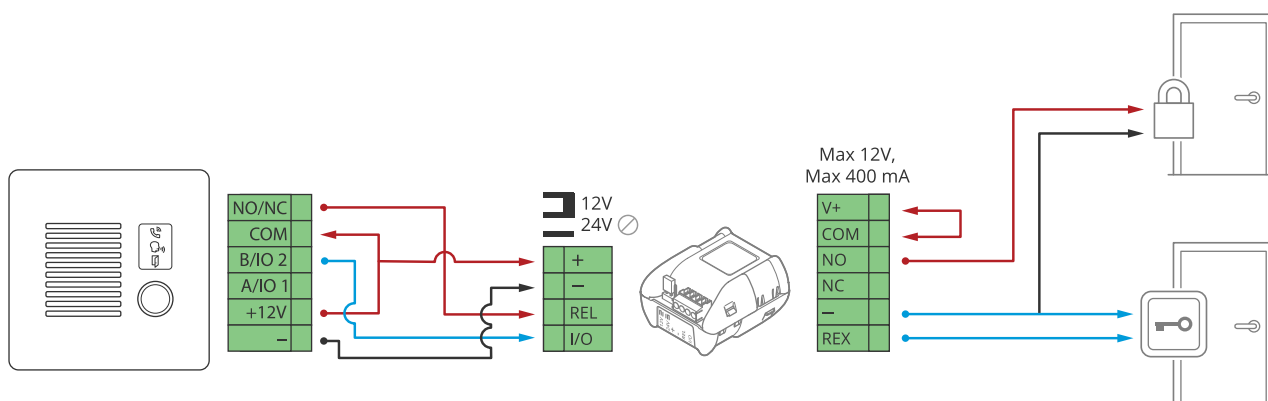 NO/NC
COM
B/IO 2
A/IO 1
+12V
−
12V
24V
+
−
REL
I/O
Max 12V,
Max 400 mA
V+
COM
NO
NC
−
REX